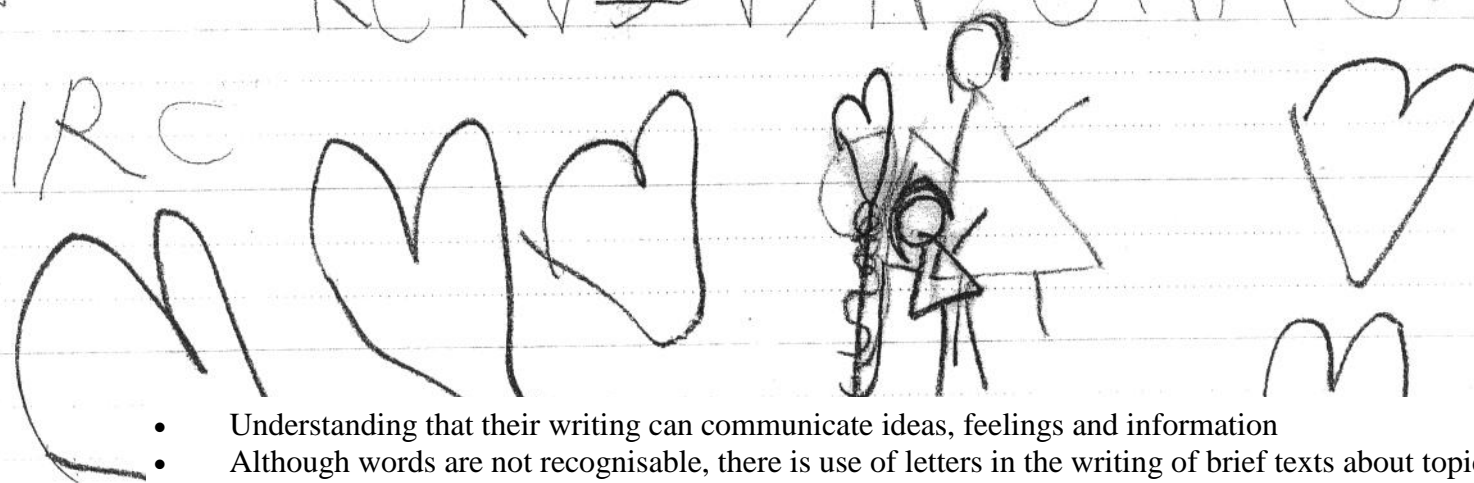 IRC
• Understanding that their writing can communicate ideas, feelings and information
• Although words are not recognisable, there is use of letters in the writing of brief texts about topic